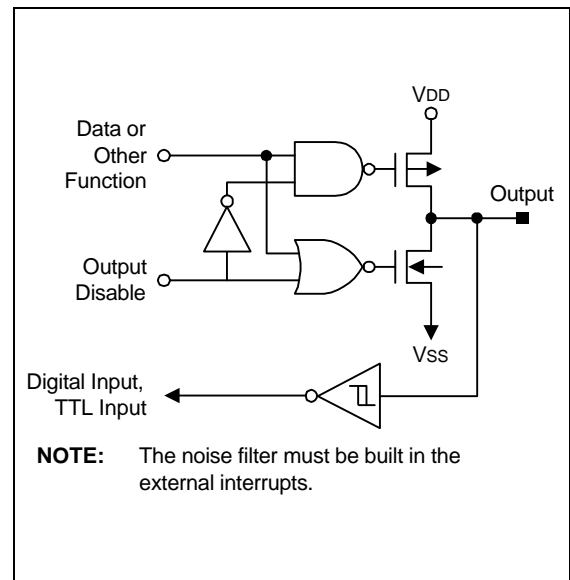 VDD
Data or
Other
Function
Output
Output
Disable
Vss
Digital Input,
TTL Input
NOTE: The noise filter must be built in the
external interrupts.